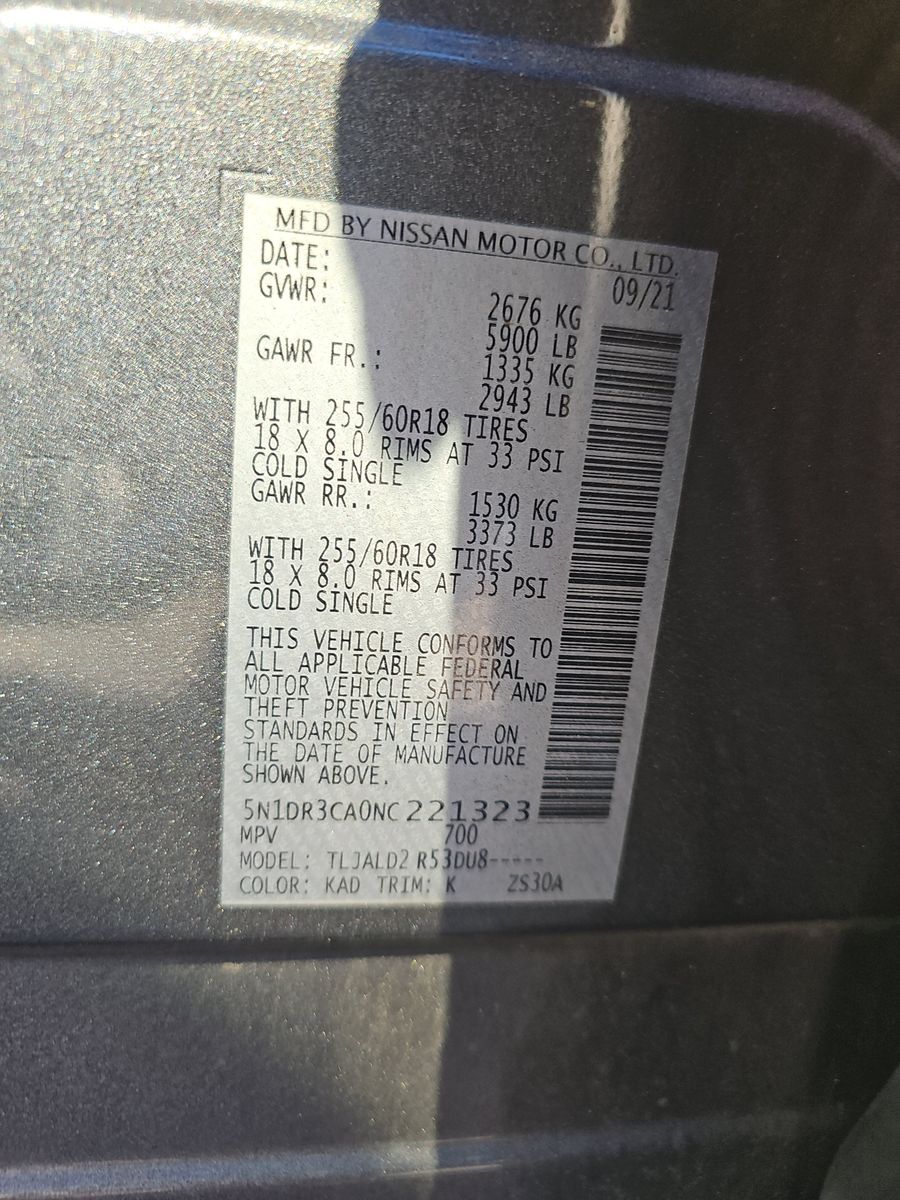 MFD BY NISSAN MOTOR CO., LTD.
DATE: 09/21
GVWR: 2676 KG
5900 LB
GAWR FR.: 1335 KG
2943 LB
WITH 255/60R18 TIRES
18 X 8.0 RIMS AT 33 PSI
COLD SINGLE
GAWR RR.: 1530 KG
3373 LB
WITH 255/60R18 TIRES
18 X 8.0 RIMS AT 33 PSI
COLD SINGLE
THIS VEHICLE CONFORMS TO
ALL APPLICABLE FEDERAL
MOTOR VEHICLE SAFETY AND
THEFT PREVENTION
STANDARDS IN EFFECT ON
THE DATE OF MANUFACTURE
SHOWN ABOVE.
5N1DR3CA0NC221323
MPV 700
MODEL: TLJALD2 R53DU8-----
COLOR: KAD TRIM: K ZS30A